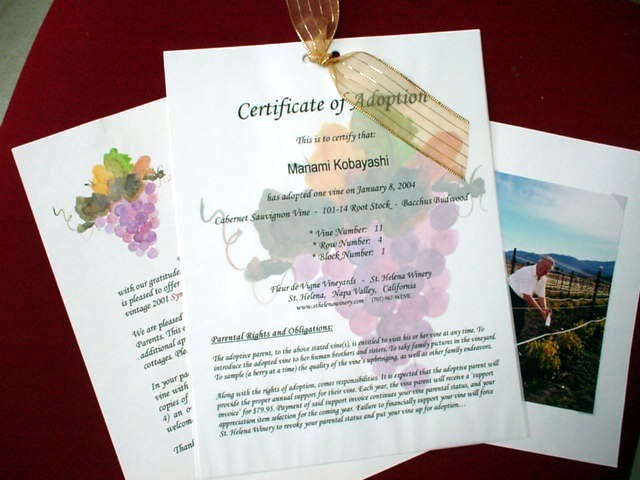 Certificate of Adoption
This is to certify that:
Manami Kobayashi
has adopted one vine on January 8, 2004
Cabernet Sauvignon Vine - 101-14 Root Stock - Bacchus Budwood
* Vine Number: 11
* Row Number: 4
* Block Number: 1
Fleur de Vigne Vineyards - St. Helena Winery
St. Helena, Napa Valley, California
www.sthelenawinery.com
Parental Rights and Obligations:
The adoptive parent, to the above stated vine(s), is entitled to visit his or her vine at any time. To
introduce the adopted vine to her human brothers and sisters. To take family pictures in the vineyard.
To sample (a berry at a time) the quality of the vine's upbringing, as well as other family endeavors.
Along with the rights of adoption, comes responsibilities. It is expected that the adoptive parent will
provide the proper annual support for their vine. Each year, the vine parent will receive a 'support
invoice' for $79.95. Payment of said support invoice continues your vine parental status, and your
appreciation item selection for the coming year. Failure to financially support your vine will force
St. Helena Winery to revoke your parental status and put your vine up for adoption...
with our gratitude
is pleased to offer
vintage 2001
We are pleased
Parents. This
additional
cottages.
In your
vine with
copies of
4) an
welcome